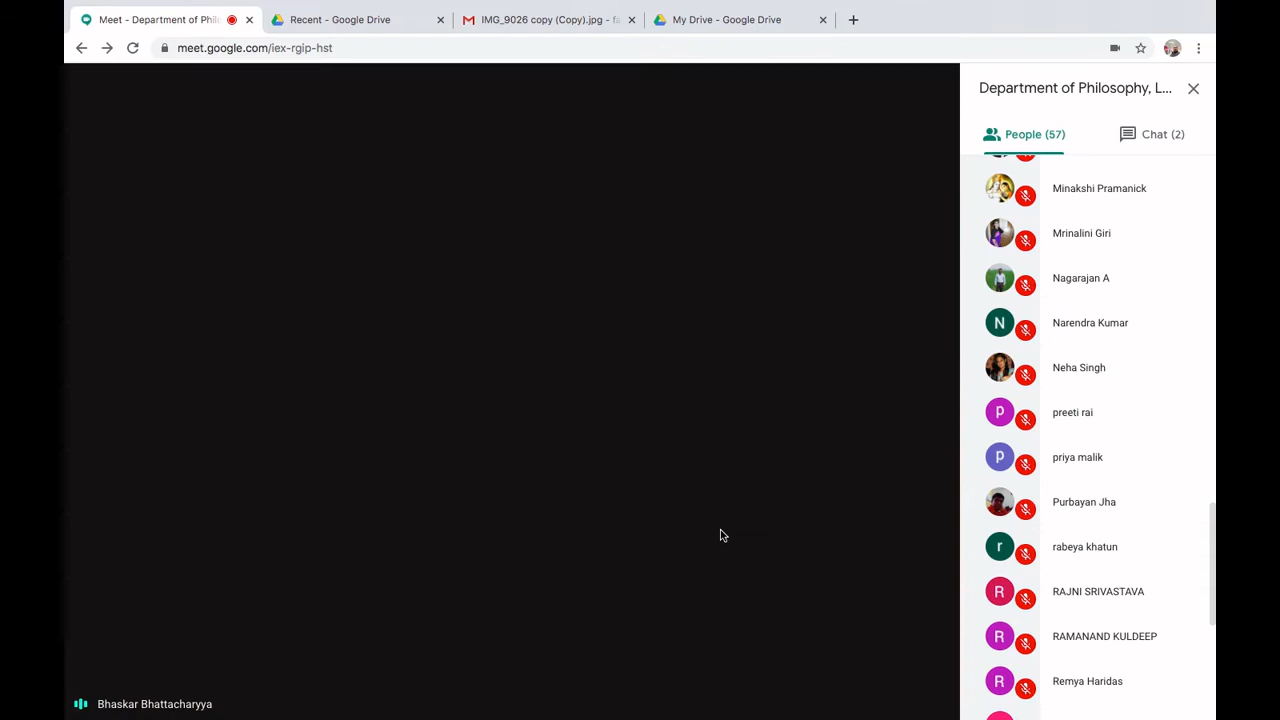 Meet - Department of Phil
Recent - Google Drive
IMG_9026 copy (Copy).jpg - fa
My Drive - Google Drive
meet.google.com/iex-rgip-hst
Department of Philosophy, L...
People (57)
Chat (2)
Minakshi Pramanick
Mrinalini Giri
Nagarajan A
N
Narendra Kumar
Neha Singh
p
preeti rai
p
priya malik
Purbayan Jha
r
rabeya khatun
R
RAJNI SRIVASTAVA
R
RAMANAND KULDEEP
R
Remya Haridas
Bhaskar Bhattacharyya